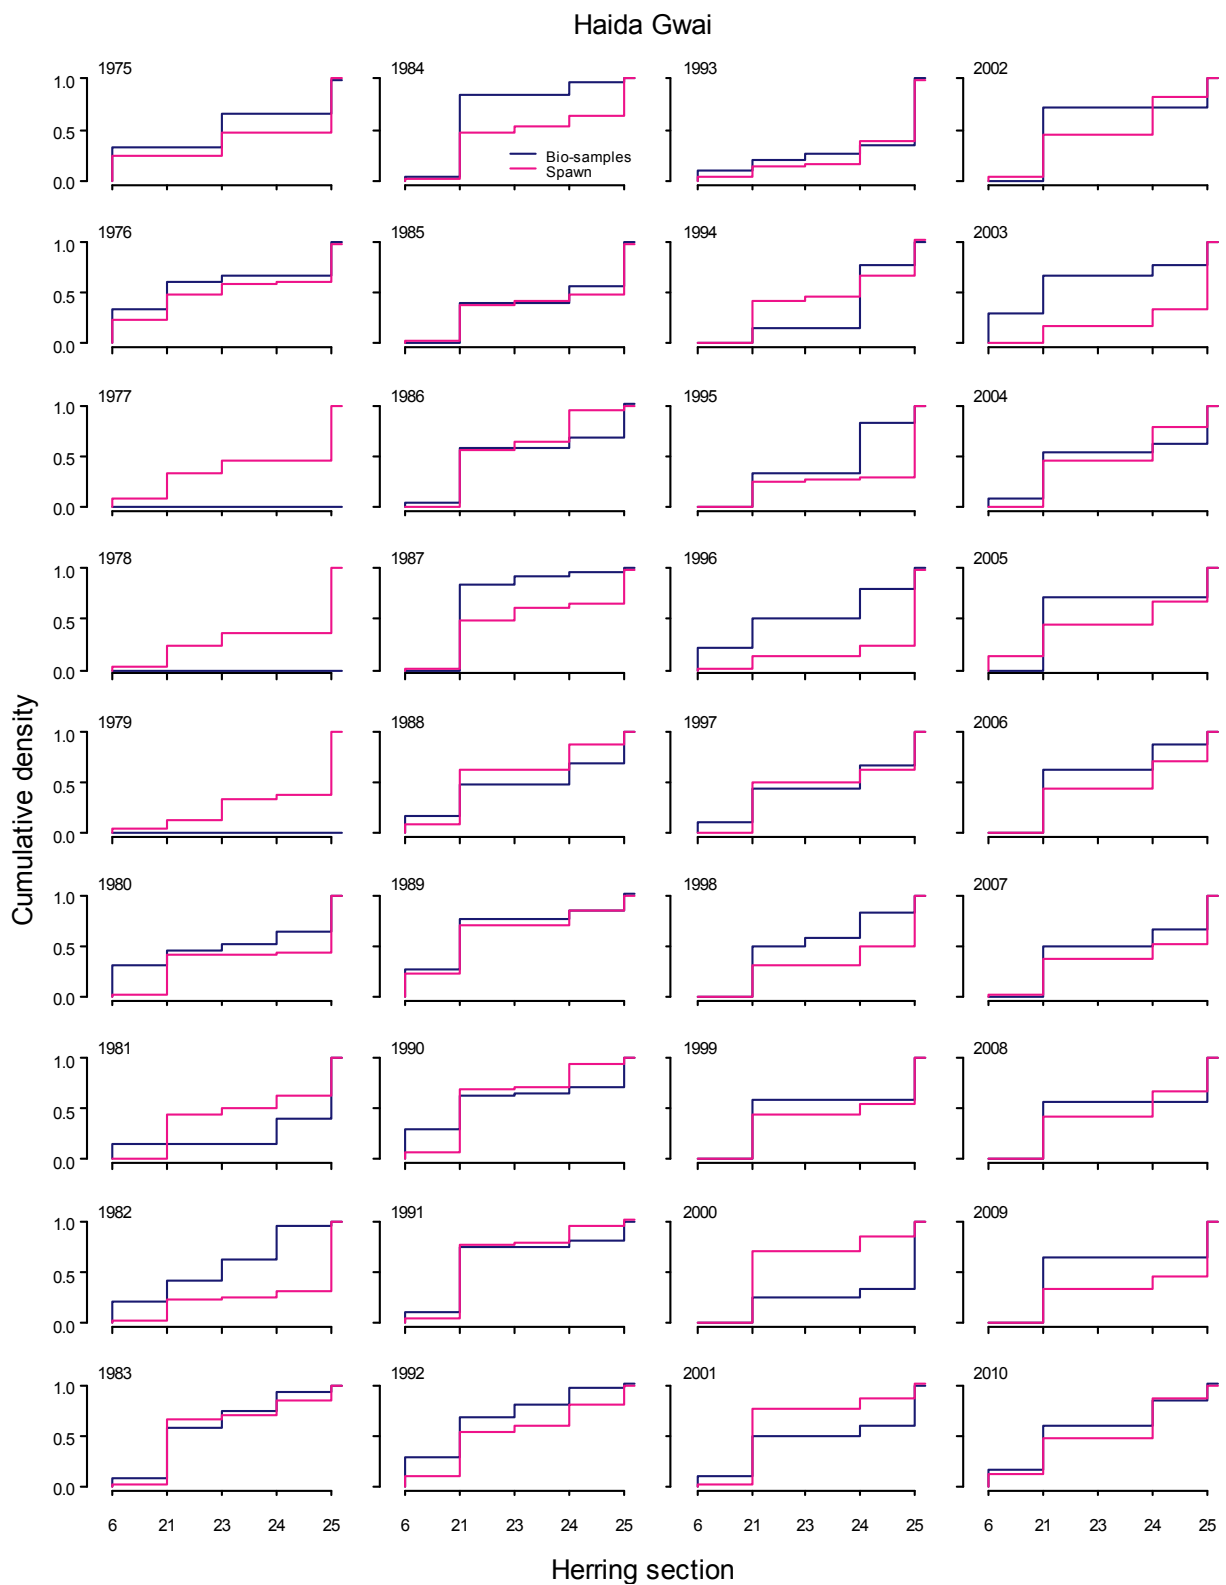 Haida Gwai
1975 1984 1993 2002
1.0
0.5
0.0
Bio-samples
Spawn
1976 1985 1994 2003
1.0
0.5
0.0
1977 1986 1995 2004
1.0
0.5
0.0
1978 1987 1996 2005
1.0
0.5
0.0
1979 1988 1997 2006
1.0
0.5
0.0
1980 1989 1998 2007
1.0
0.5
0.0
1981 1990 1999 2008
1.0
0.5
0.0
1982 1991 2000 2009
1.0
0.5
0.0
1983 1992 2001 2010
1.0
0.5
0.0
6 21 23 24 25 6 21 23 24 25 6 21 23 24 25 6 21 23 24 25
Cumulative density
Herring section